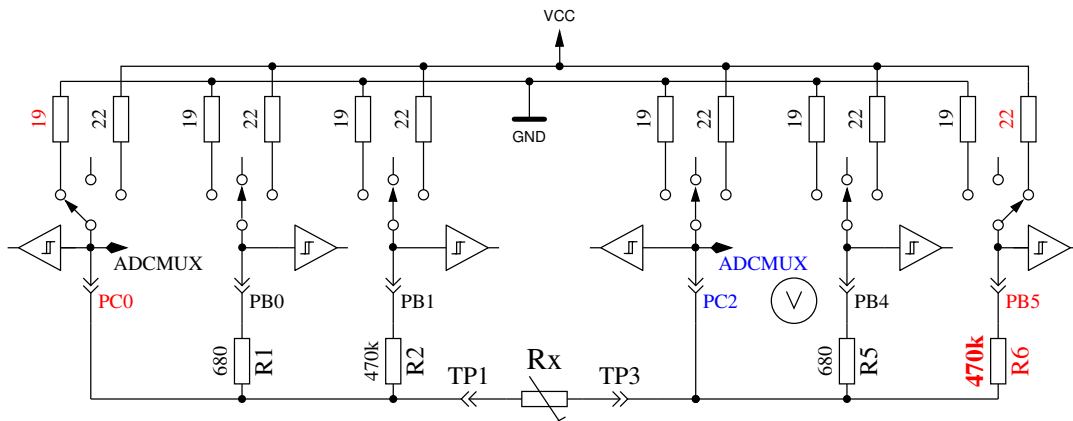 VCC
19
22
19
22
19
22
GND
19
22
19
22
19
22
ADCMUX
ADCMUX
PC0
PB0
PB1
PC2
V
PB4
PB5
680
R1
470k
R2
TP1
Rx
TP3
680
R5
470k
R6